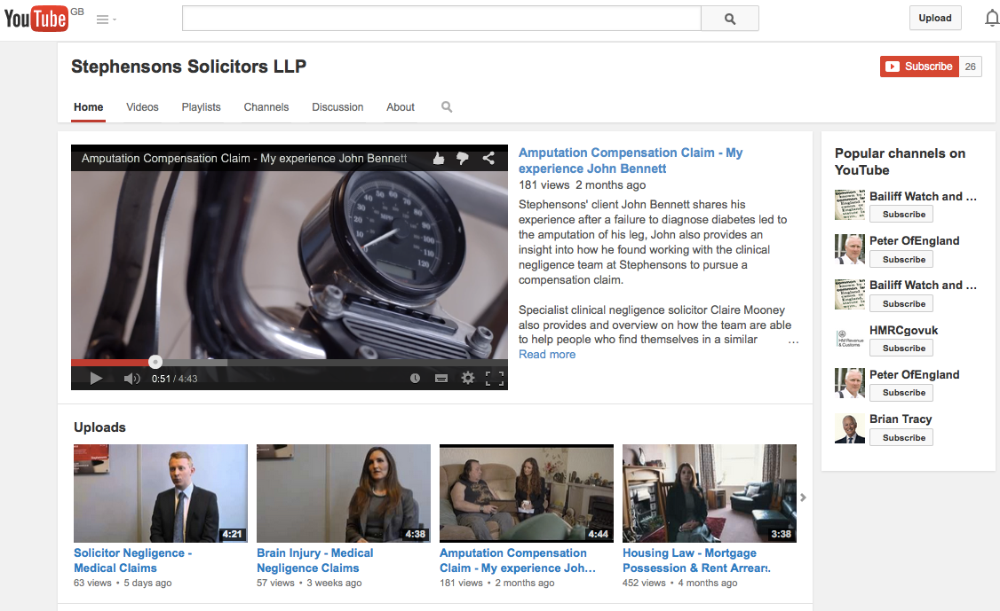 YouTube GB
Upload
Stephensons Solicitors LLP
Subscribe 26
Home Videos Playlists Channels Discussion About
Amputation Compensation Claim - My experience John Bennett
0:51 / 4:43
Amputation Compensation Claim - My
experience John Bennett
181 views 2 months ago
Stephensons' client John Bennett shares his
experience after a failure to diagnose diabetes led to
the amputation of his leg, John also provides an
insight into how he found working with the clinical
negligence team at Stephensons to pursue a
compensation claim.
Specialist clinical negligence solicitor Claire Mooney
also provides and overview on how the team are able
to help people who find themselves in a similar ...
Read more
Popular channels on
YouTube
Bailiff Watch and ...
Subscribe
Peter OfEngland
Subscribe
Bailiff Watch and ...
Subscribe
HM Revenue
& Customs
HMRCgovuk
Subscribe
Peter OfEngland
Subscribe
Brian Tracy
Subscribe
Uploads
4:21
Solicitor Negligence -
Medical Claims
63 views • 5 days ago
4:38
Brain Injury - Medical
Negligence Claims
57 views • 3 weeks ago
4:44
Amputation Compensation
Claim - My experience Joh...
181 views • 2 months ago
3:38
Housing Law - Mortgage
Possession & Rent Arrears.
452 views • 4 months ago